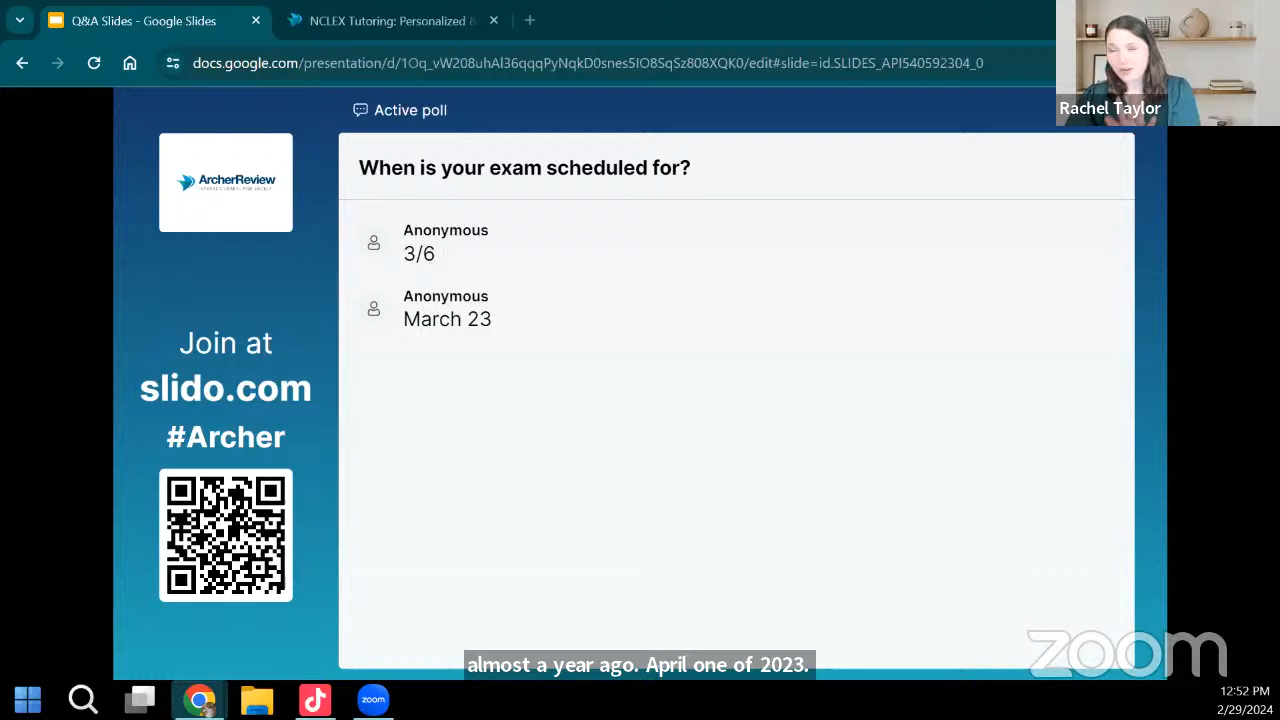 Q&A Slides - Google Slides
NCLEX Tutoring: Personalized &
docs.google.com/presentation/d/1Oq_vW208uhAl36qqqPyNqkD0snes5IO8SqSz808XQK0/edit#slide=id.SLIDES_API540592304_0
Rachel Taylor
Active poll
ArcherReview
When is your exam scheduled for?
Anonymous
3/6
Anonymous
March 23
Join at
slido.com
#Archer
almost a year ago. April one of 2023.
zoom
zoom
12:52 PM
2/29/2024